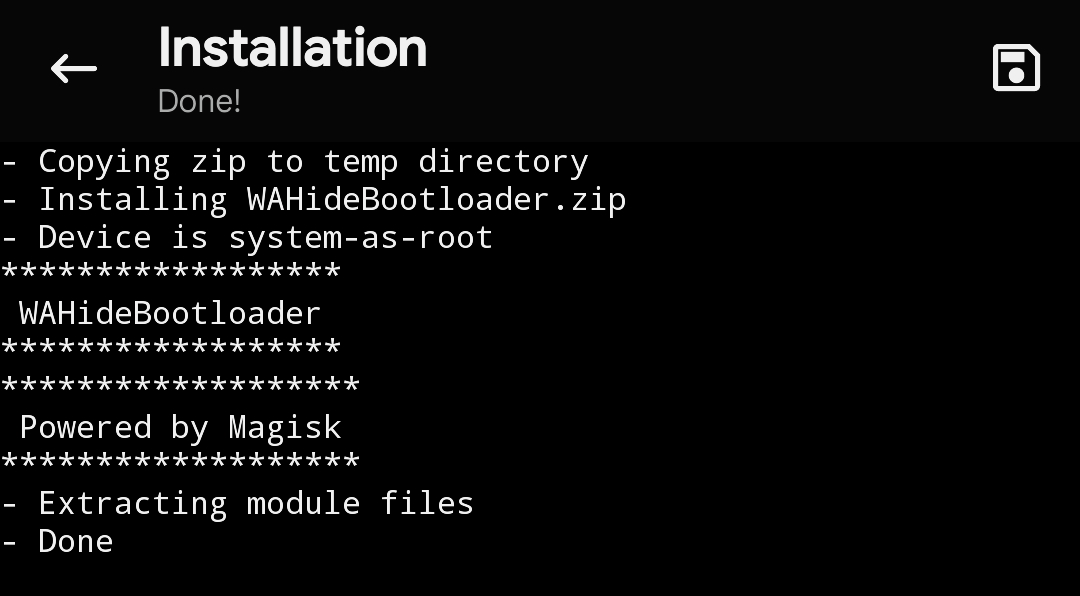 Installation
Done!
- Copying zip to temp directory
- Installing WAHideBootloader.zip
- Device is system-as-root
******************
 WAHideBootloader
******************
*******************
 Powered by Magisk
*******************
- Extracting module files
- Done